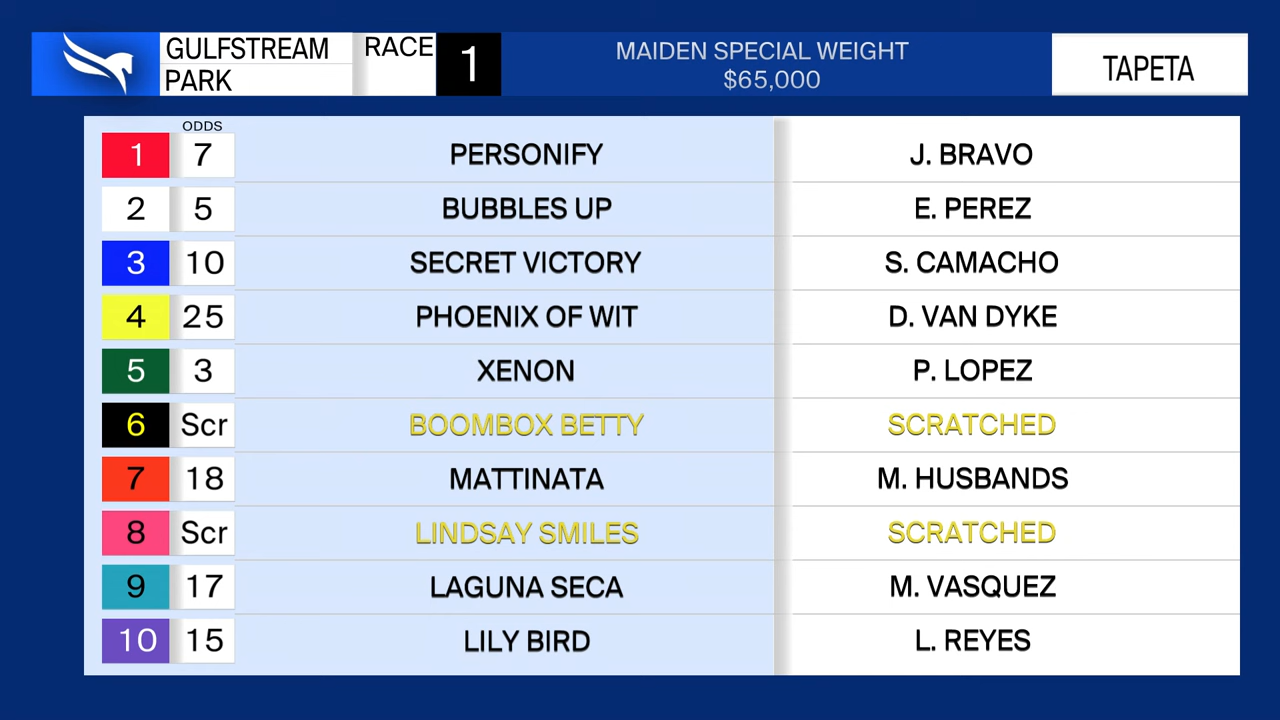 GULFSTREAM PARK RACE 1 MAIDEN SPECIAL WEIGHT $65,000 TAPETA
ODDS
1 7 PERSONIFY J. BRAVO
2 5 BUBBLES UP E. PEREZ
3 10 SECRET VICTORY S. CAMACHO
4 25 PHOENIX OF WIT D. VAN DYKE
5 3 XENON P. LOPEZ
6 Scr BOOMBOX BETTY SCRATCHED
7 18 MATTINATA M. HUSBANDS
8 Scr LINDSAY SMILES SCRATCHED
9 17 LAGUNA SECA M. VASQUEZ
10 15 LILY BIRD L. REYES